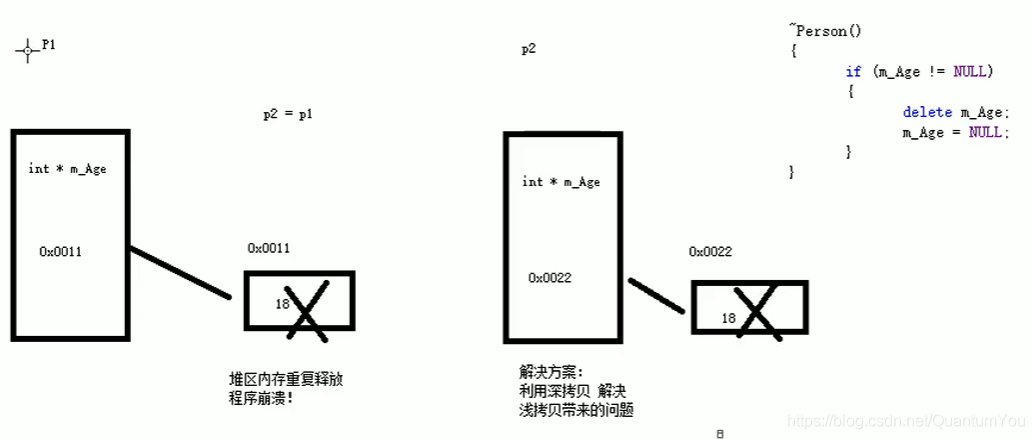 P1
p2
~Person()
{
if (m_Age != NULL)
{
delete m_Age;
m_Age = NULL;
}
}
p2 = p1
int * m_Age
0x0011
0x0011
18
堆区内存重复释放
程序崩溃!
int * m_Age
0x0022
0x0022
18
解决方案:
利用深拷贝 解决
浅拷贝带来的问题
https://blog.csdn.net/QuantumYou